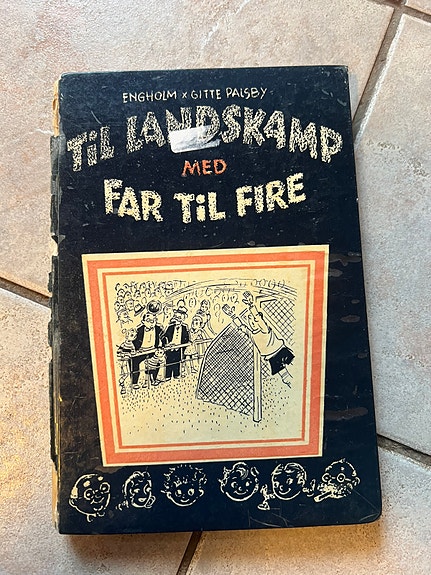 ENGHOLM x GITTE PALSBY
TiL LANDSKAMP
MED
FAR TiL FIRE